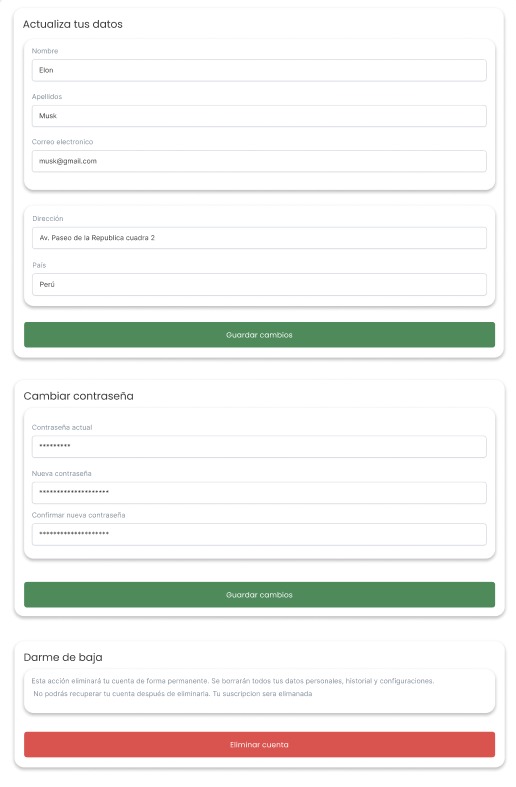 Actualiza tus datos
Nombre
Elon
Apellidos
Musk
Correo electronico
musk@gmail.com
Dirección
Av. Paseo de la Republica cuadra 2
País
Perú
Guardar cambios
Cambiar contraseña
Contraseña actual
*********
Nueva contraseña
********************
Confirmar nueva contraseña
********************
Guardar cambios
Darme de baja
Esta acción eliminará tu cuenta de forma permanente. Se borrarán todos tus datos personales, historial y configuraciones.
No podrás recuperar tu cuenta después de eliminarla. Tu suscripcion sera elimanada
Eliminar cuenta